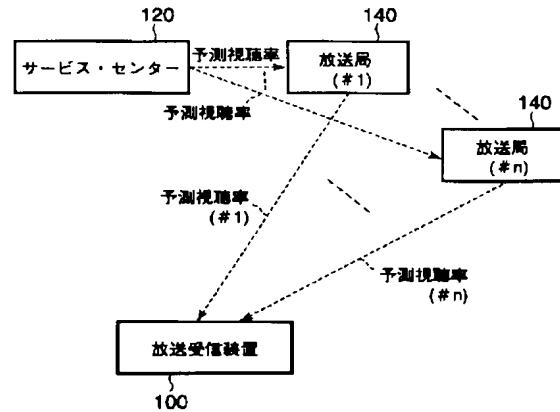 120
140
サービス・センター
予測視聴率
放送局
(#1)
予測視聴率
140
放送局
(#n)
予測視聴率
(#1)
予測視聴率
(#n)
放送受信装置
100